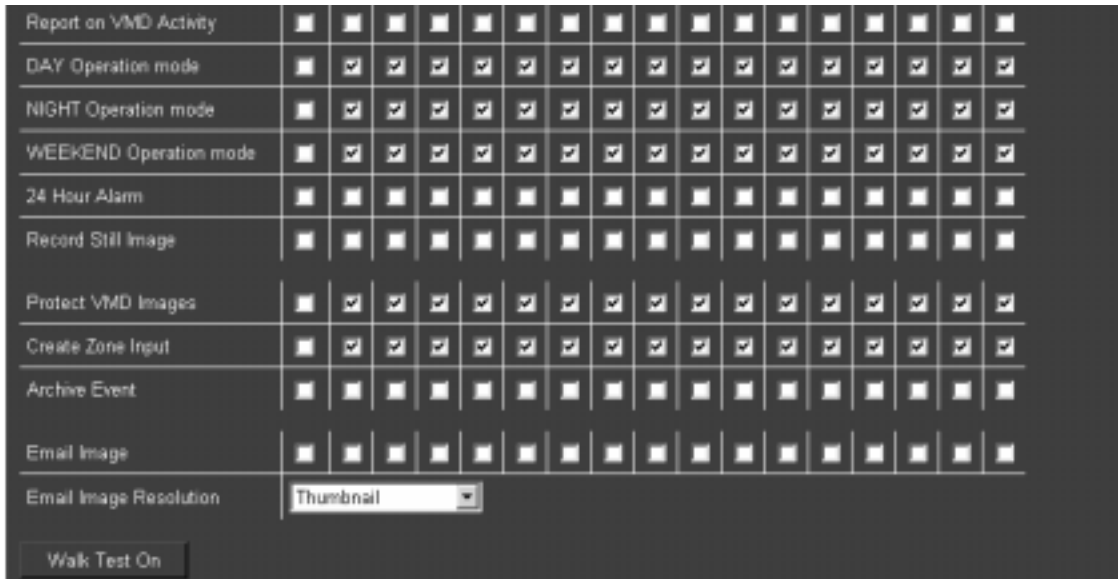 Report on VMD Activity
DAY Operation mode
NIGHT Operation mode
WEEKEND Operation mode
24 Hour Alarm
Record Still Image
Protect VMD Images
Create Zone Input
Archive Event
Email Image
Email Image Resolution Thumbnail
Walk Test On